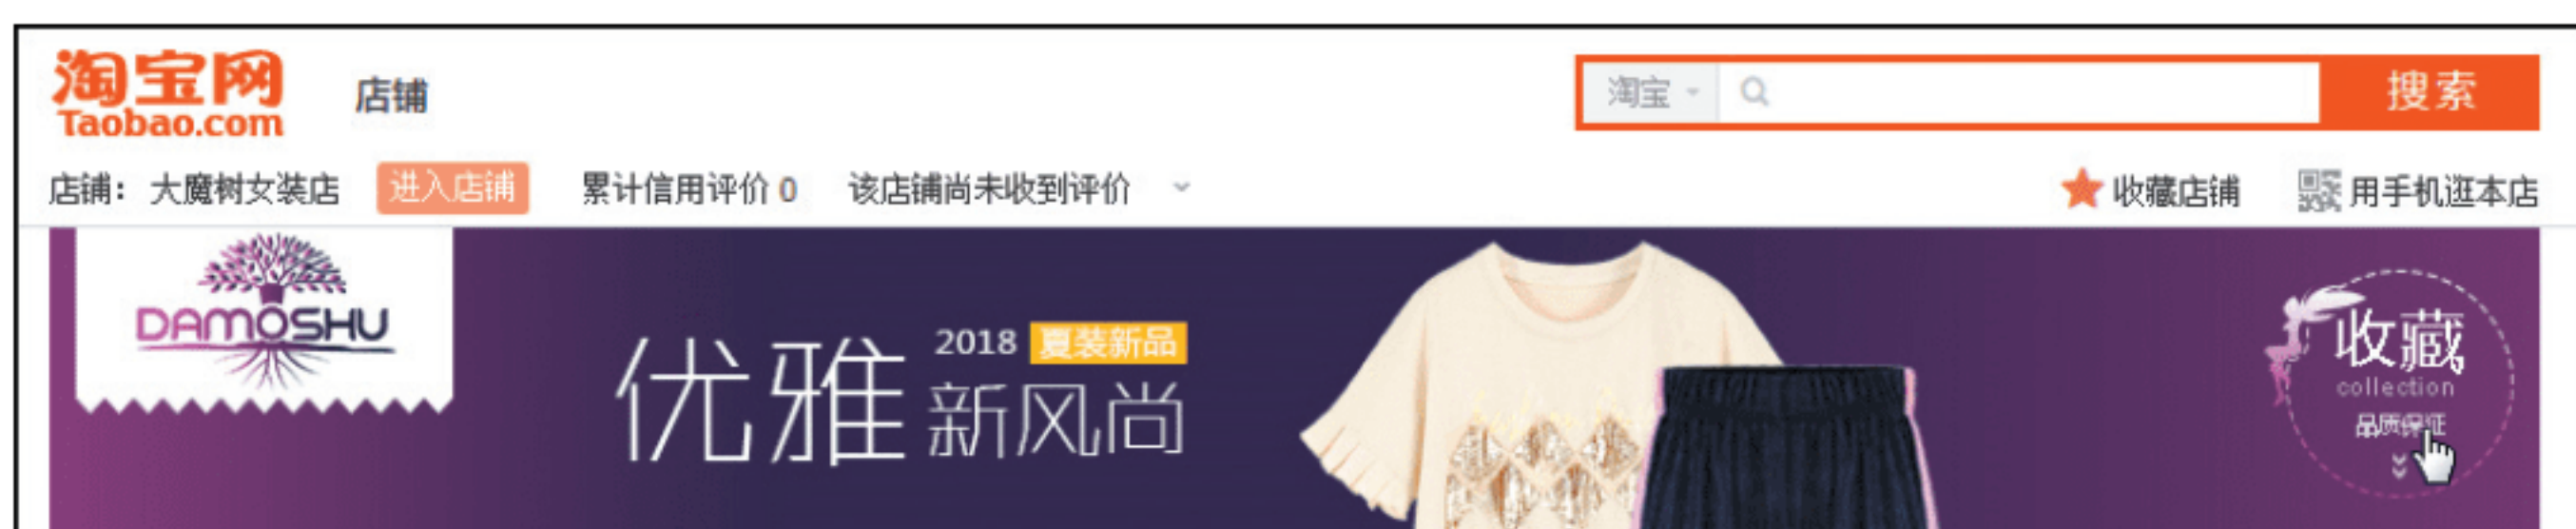 淘宝网
Taobao.com
店铺
淘宝
搜索
店铺：大魔树女装店 进入店铺 累计信用评价 0 该店铺尚未收到评价
收藏店铺 用手机逛本店
DAMOSHU
优雅
2018 夏装新品
新风尚
收藏
collection
品质保证